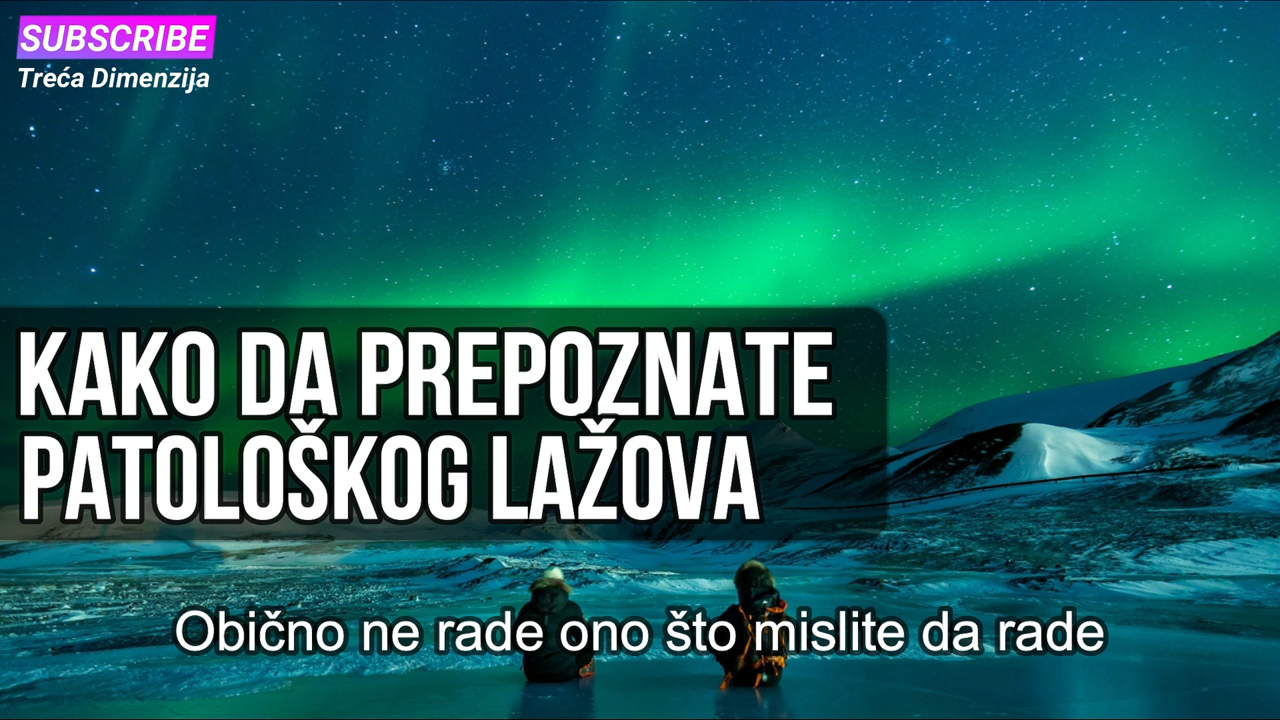 SUBSCRIBE
Treća Dimenzija
KAKO DA PREPOZNATE
PATOLOŠKOG LAŽOVA
Obično ne rade ono što mislite da rade